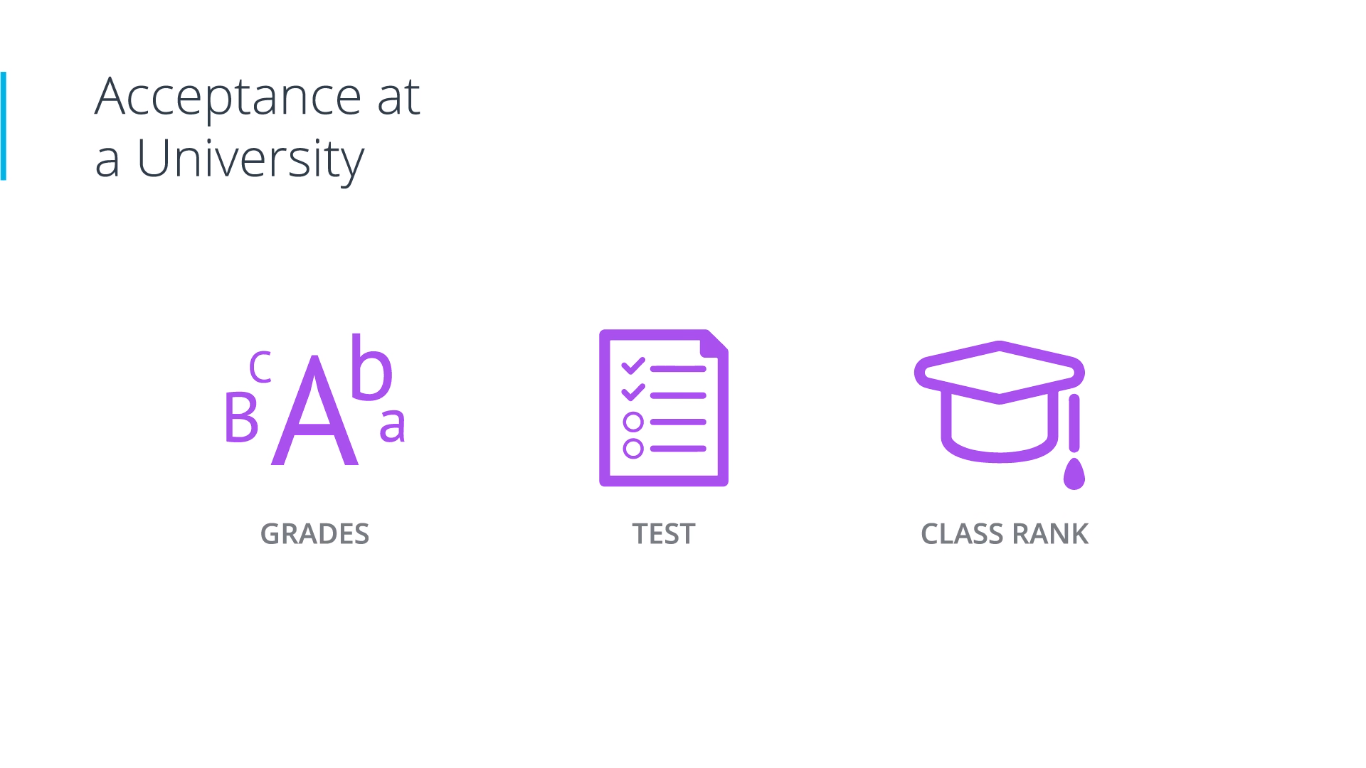 Acceptance at
a University
c
b
B
A
a
GRADES
TEST
CLASS RANK